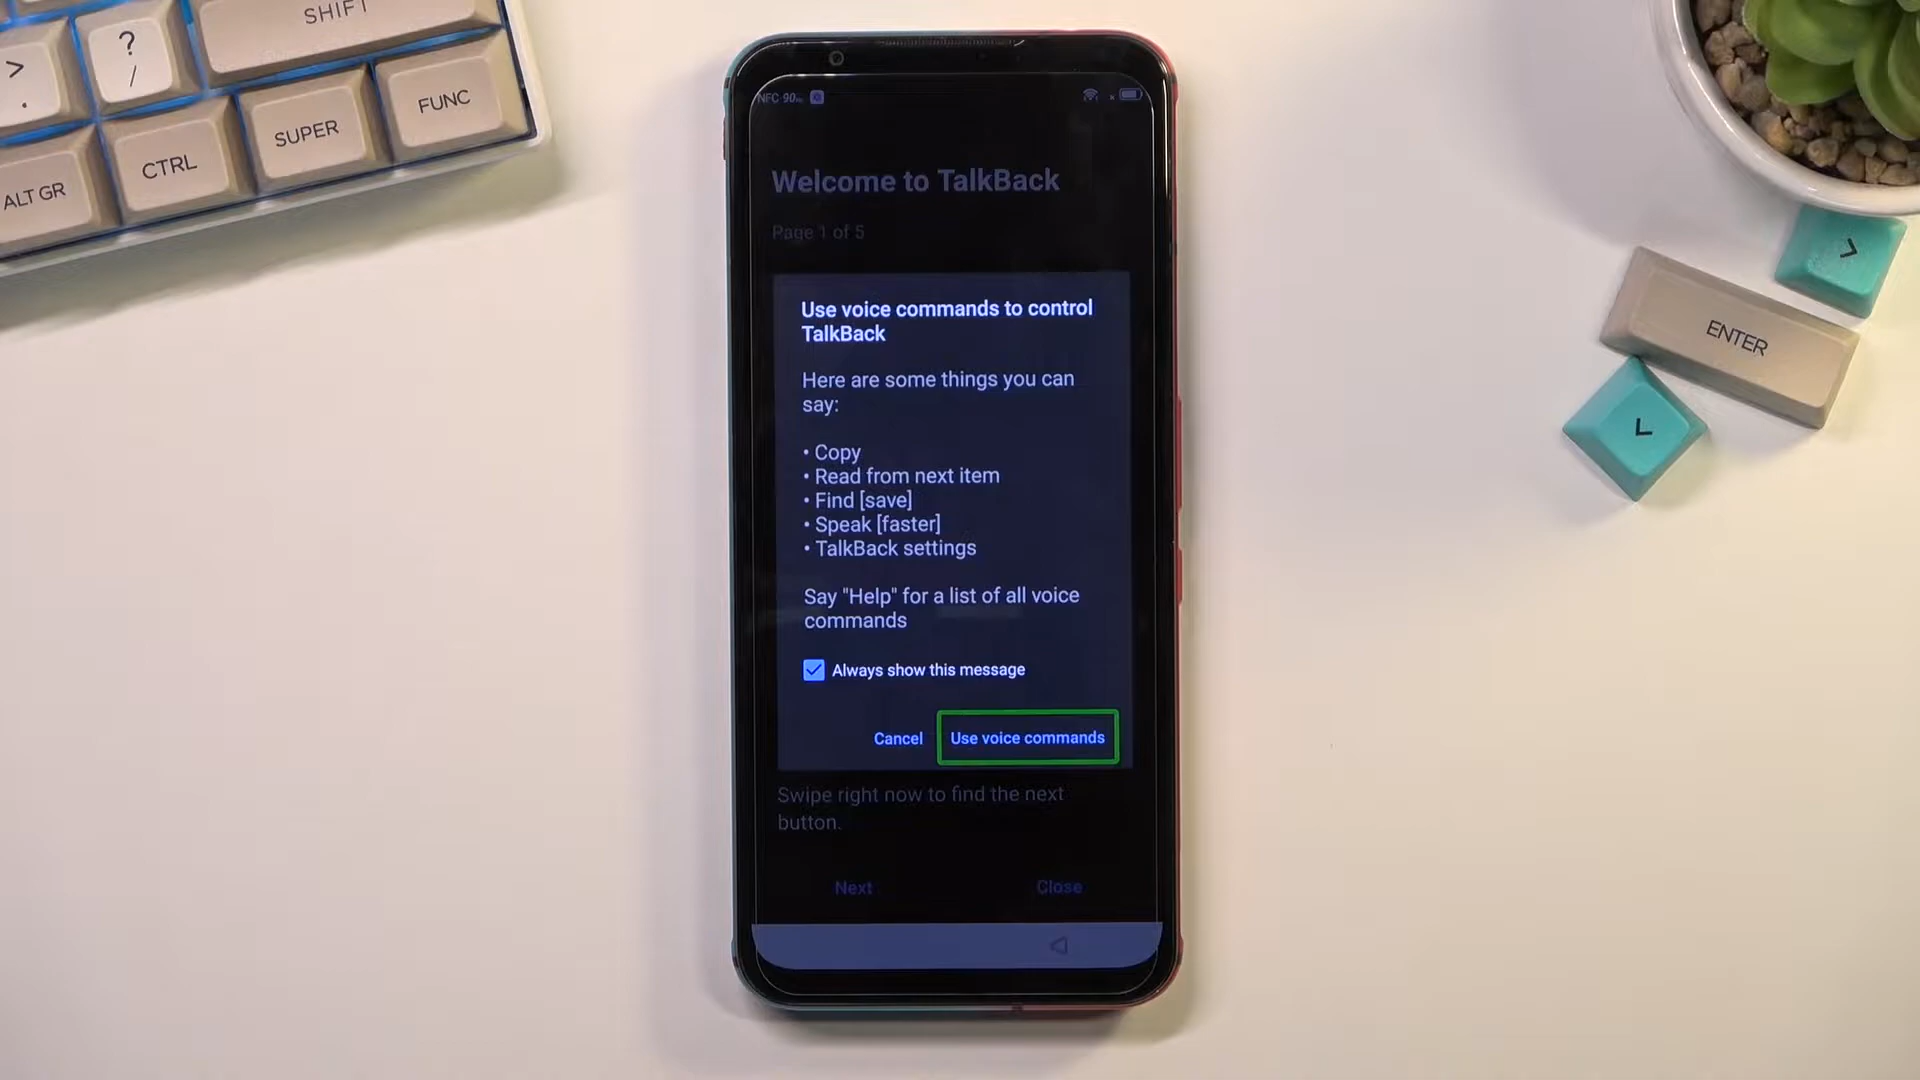 SHIFT
>
.
?
/
FUNC
SUPER
CTRL
ALT GR
NFC 90
Welcome to TalkBack
Page 1 of 5
Use voice commands to control
TalkBack
Here are some things you can
say:
• Copy
• Read from next item
• Find [save]
• Speak [faster]
• TalkBack settings
Say "Help" for a list of all voice
commands
Always show this message
Cancel
Use voice commands
Swipe right now to find the next
button.
Next
Close
>
ENTER
<